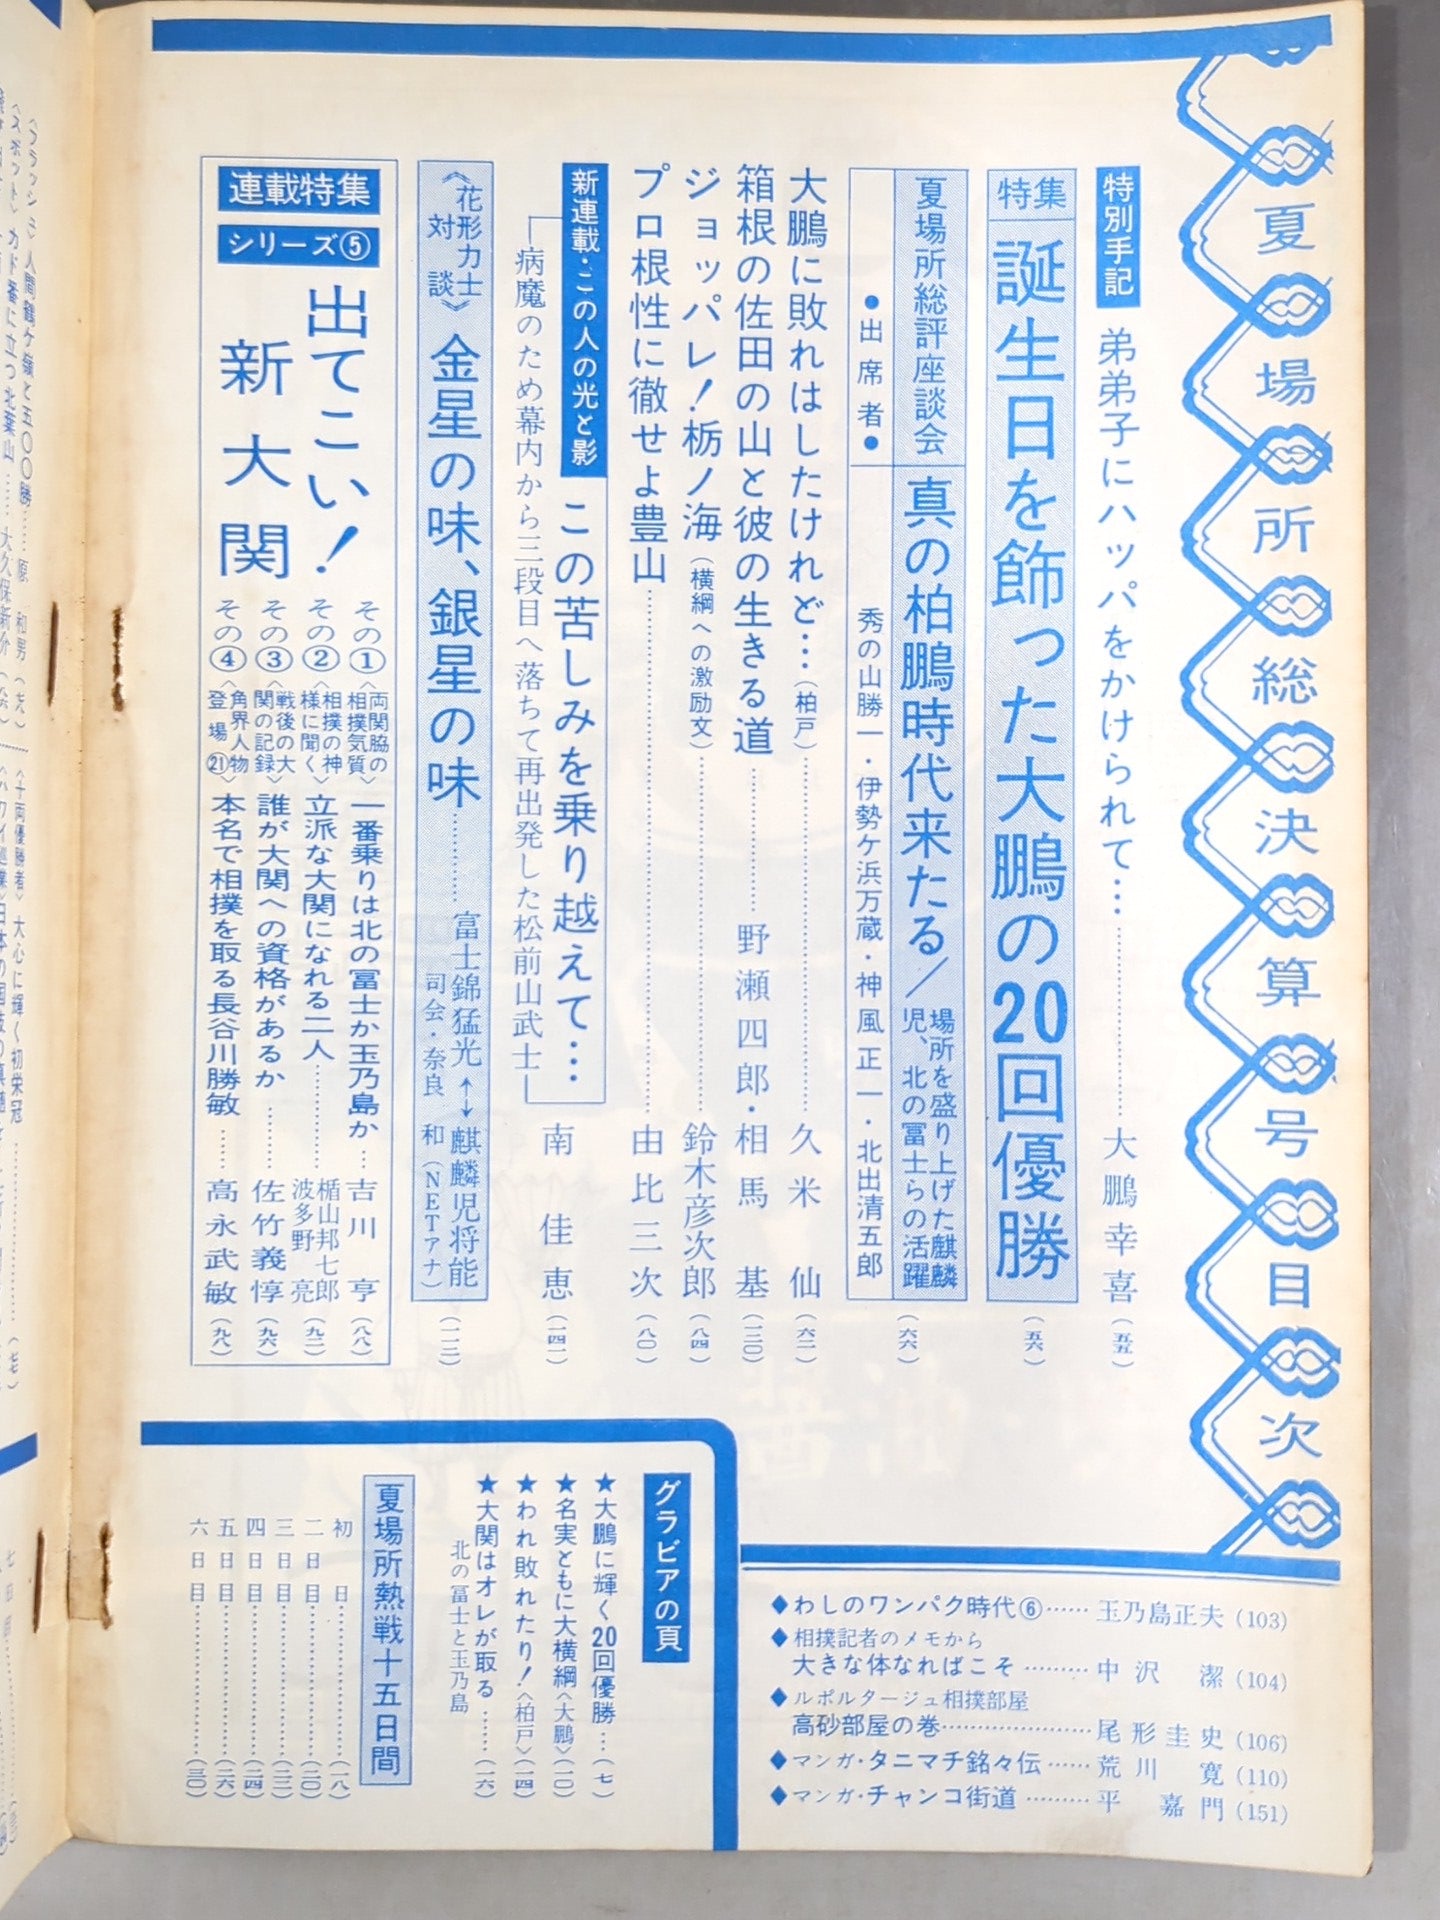 夏場所総決算号目次
特別手記
弟弟子にハッパをかけられて…
大鵬幸喜
(五五)
特集
誕生日を飾った大鵬の20回優勝
(五六)
夏場所総評座談会
真の柏鵬時代来たる!
場所を盛り上げた麒麟
児、北の冨士らの活躍
(六六)
●出席者●
秀の山勝一・伊勢ケ浜万蔵・神風正一・北出清五郎
大鵬に敗れはしたけれど…(柏戸)
久米仙
(六二)
箱根の佐田の山と彼の生きる道
野瀬四郎・相馬基
(一三〇)
ジョッパレ!栃ノ海(横綱への激励文)
鈴木彦次郎
(八四)
プロ根性に徹せよ豊山
由比三次
(八〇)
新連載・この人の光と影
この苦しみを乗り越えて…
病魔のため幕内から三段目へ落ちて再出発した松前山武士
南佳恵
(一四一)
《花形力士
対談》
金星の味、銀星の味
富士錦猛光↔麒麟児将能
司会・奈良和(NETアナ)
(一一三)
連載特集
シリーズ⑤
出てこい!
新大関
その①
〈両関脇の
相撲気質〉
一番乗りは北の冨士か玉乃島か…
吉川亨
(八八)
その②
〈相撲の神
様に聞く〉
立派な大関になれる二人
楯山邦七郎
波多野亮
(九二)
その③
〈戦後の大
関の記録〉
誰が大関への資格があるか
佐竹義惇
(九六)
その④
〈角界人物
登場㉑〉
本名で相撲を取る長谷川勝敏
高永武敏
(九八)
グラビアの頁
★大鵬に輝く20回優勝…(七)
★名実ともに大横綱〈大鵬〉(一〇)
★われ敗れたり!〈柏戸〉(一四)
★大関はオレが取る……(一六)
北の冨士と玉乃島
夏場所熱戦十五日間
初日……(一八)
二日目……(二〇)
三日目……(二二)
四日目……(二四)
五日目……(二六)
六日目……(三〇)
◆わしのワンパク時代⑥……玉乃島正夫(103)
◆相撲記者のメモから
大きな体なればこそ………中沢潔(104)
◆ルポルタージュ相撲部屋
高砂部屋の巻………尾形圭史(106)
◆マンガ・タニマチ銘々伝……荒川寛(110)
◆マンガ・チャンコ街道………平嘉門(151)